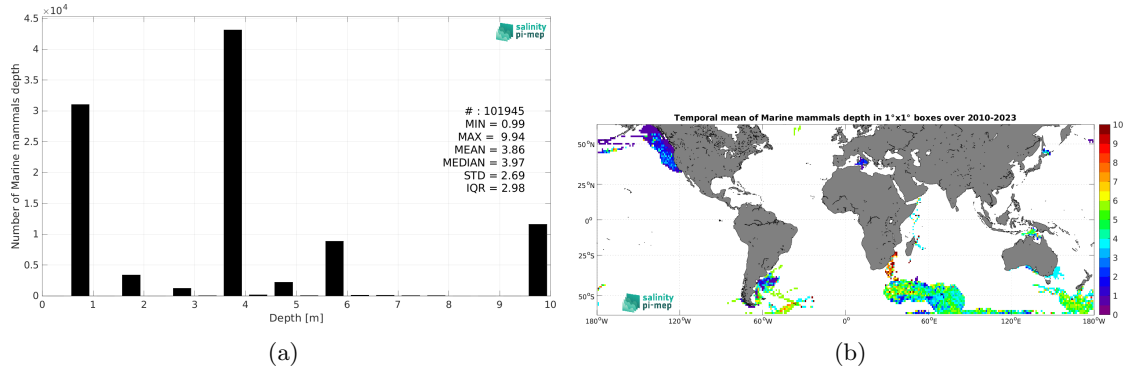 ×10⁴
4.5
4
3.5
3
2.5
2
1.5
1
0.5
0
Number of Marine mammals depth
salinity
pi-mep
# : 101945
MIN = 0.99
MAX = 9.94
MEAN = 3.86
MEDIAN = 3.97
STD = 2.69
IQR = 2.98
0 1 2 3 4 5 6 7 8 9 10
Depth [m]
(a)
Temporal mean of Marine mammals depth in 1°x1° boxes over 2010-2023
50°N
25°N
0°
25°S
50°S
180°W 120°W 60°W 0° 60°E 120°E 180°W
salinity
pi-mep
10
9
8
7
6
5
4
3
2
1
0
(b)